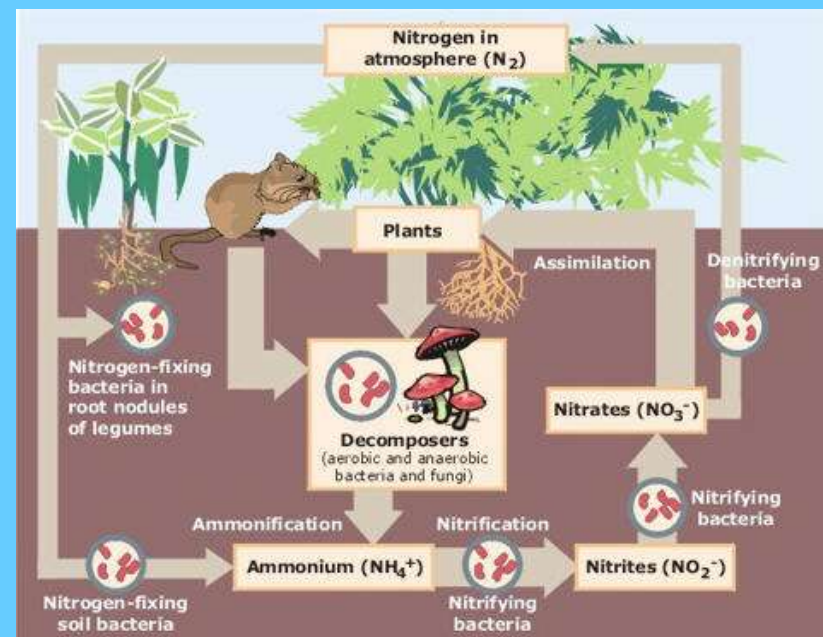 Nitrogen in
atmosphere (N₂)
Plants
Assimilation
Denitrifying
bacteria
Nitrogen-fixing
bacteria in
root nodules
of legumes
Decomposers
(aerobic and anaerobic
bacteria and fungi)
Nitrates (NO₃⁻)
Nitrifying
bacteria
Ammonification
Nitrification
Ammonium (NH₄⁺)
Nitrites (NO₂⁻)
Nitrogen-fixing
soil bacteria
Nitrifying
bacteria